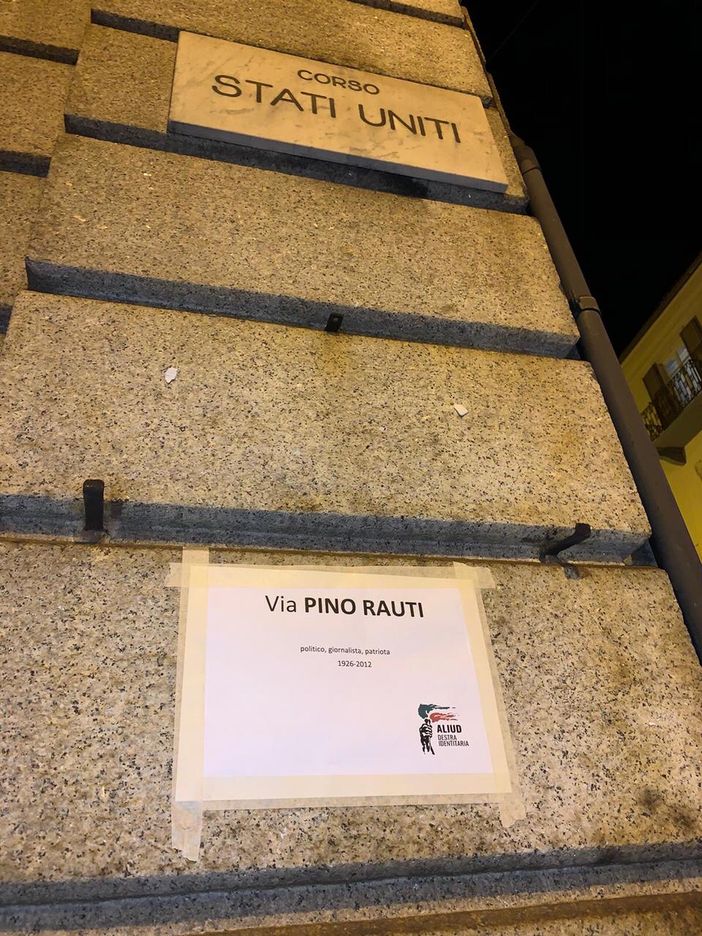 CORSO
STATI UNITI
Via PINO RAUTI
politico, giornalista, patriota
1926-2012
ALIUD
DESTRA
IDENTITARIA